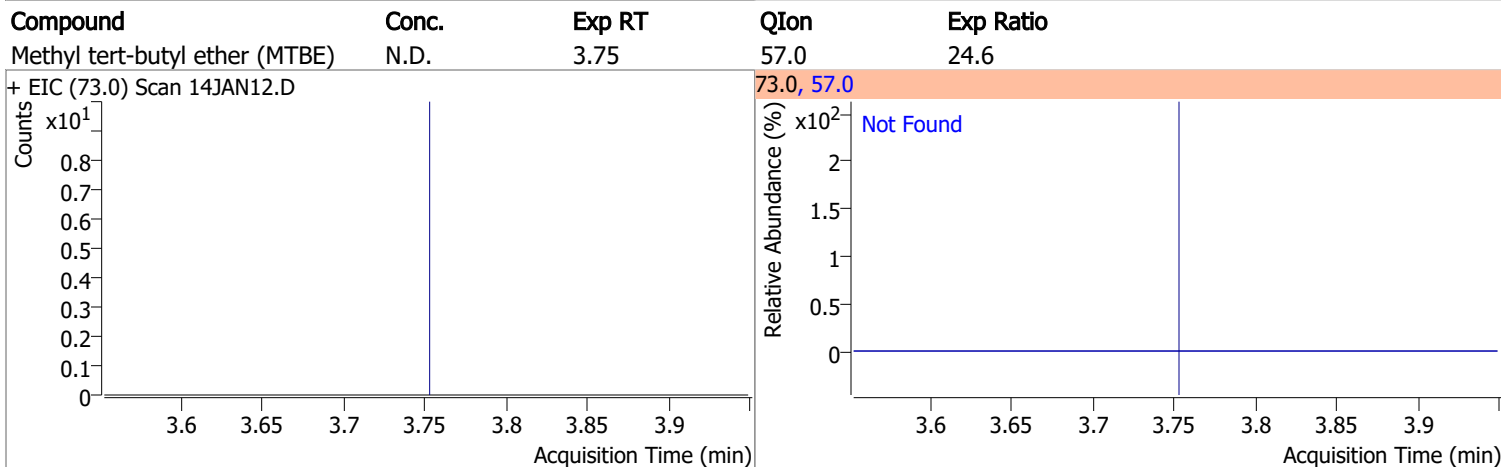 Compound Conc. Exp RT QIon Exp Ratio
Methyl tert-butyl ether (MTBE) N.D. 3.75 57.0 24.6
+ EIC (73.0) Scan 14JAN12.D
Counts
x10¹
0.8
0.7
0.6
0.5
0.4
0.3
0.2
0.1
0
3.6 3.65 3.7 3.75 3.8 3.85 3.9
Acquisition Time (min)
73.0, 57.0
Relative Abundance (%)
x10²
Not Found
2
1.5
1
0.5
0
3.6 3.65 3.7 3.75 3.8 3.85 3.9
Acquisition Time (min)